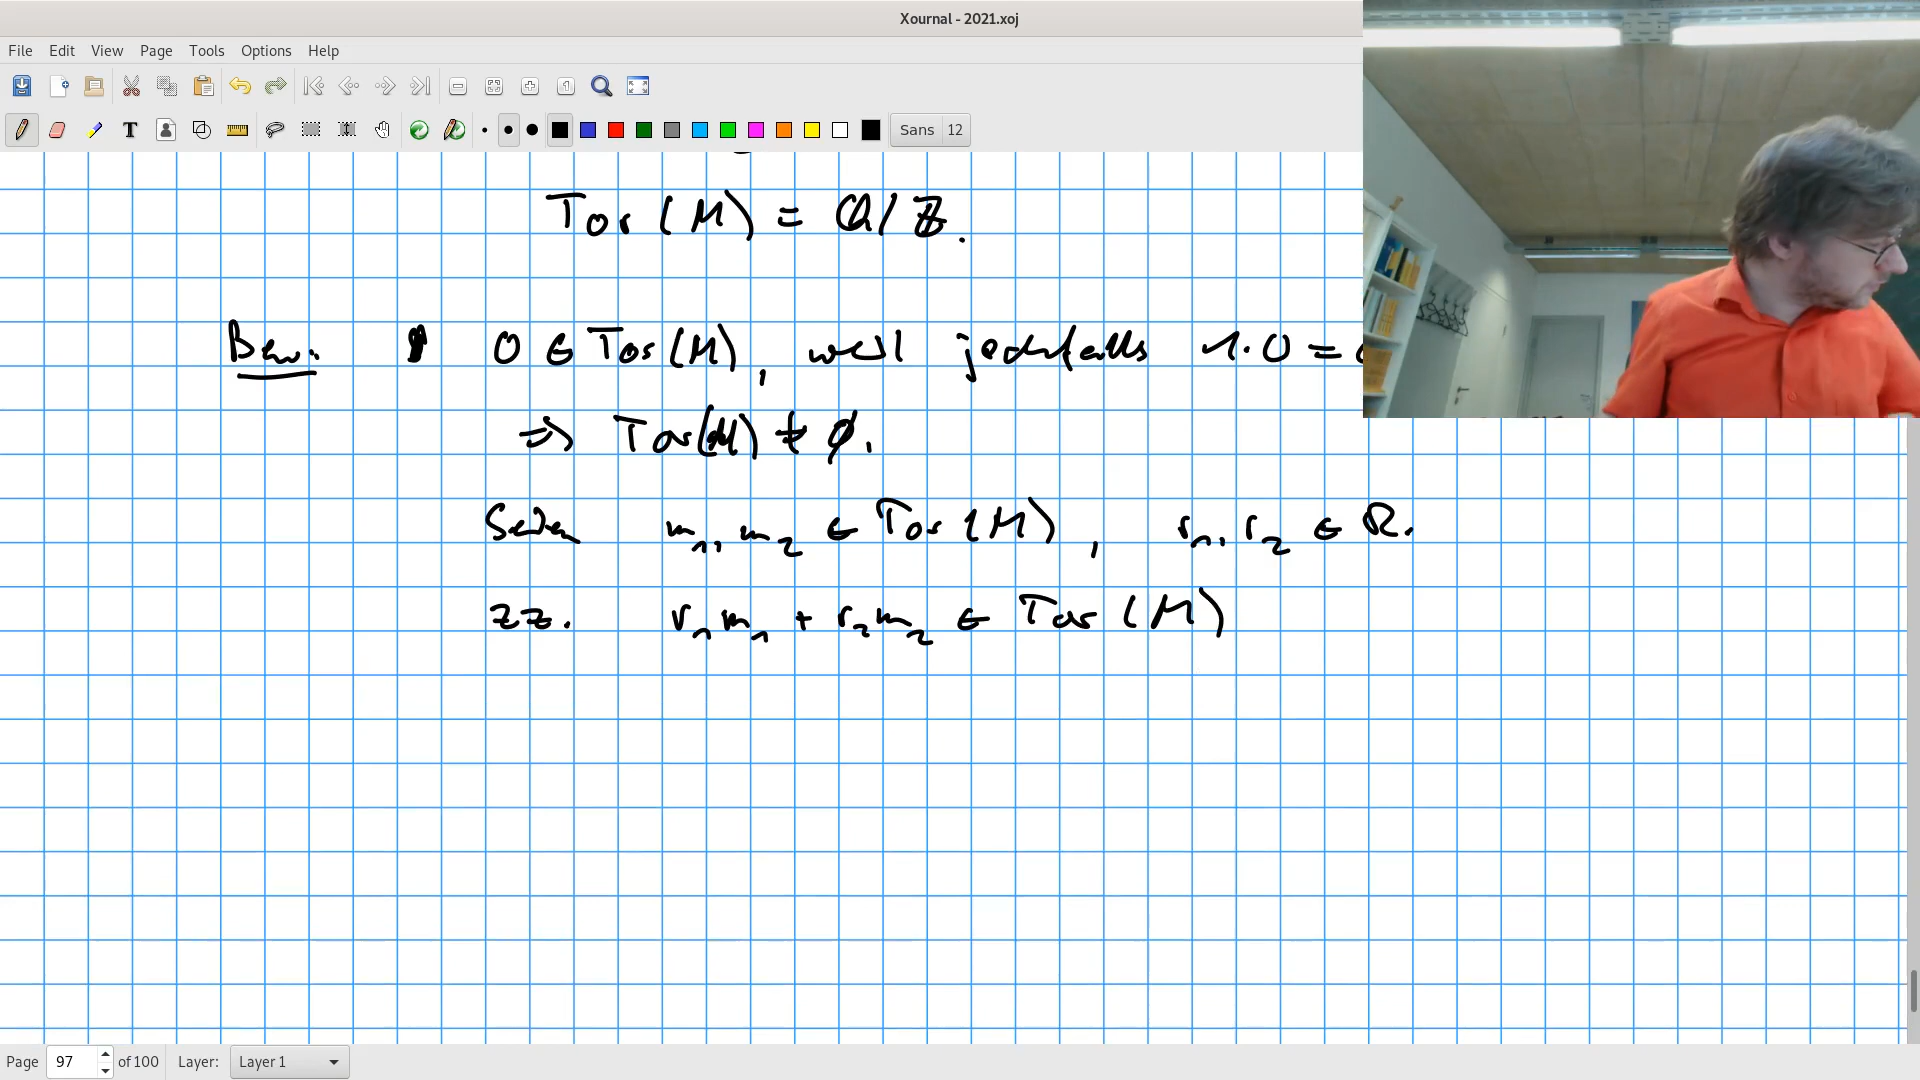 Xournal - 2021.xoj
File Edit View Page Tools Options Help
Sans 12
Tor (M) = Q/ℤ.
Bew. 0 ∈ Tor(M), weil jedenfalls 1·0 =
⇒ Tor(M) ≠ ∅.
Seien m₁, m₂ ∈ Tor (M), r₁, r₂ ∈ R.
zz. r₁m₁ + r₂m₂ ∈ Tor (M)
Page 97 of 100 Layer: Layer 1